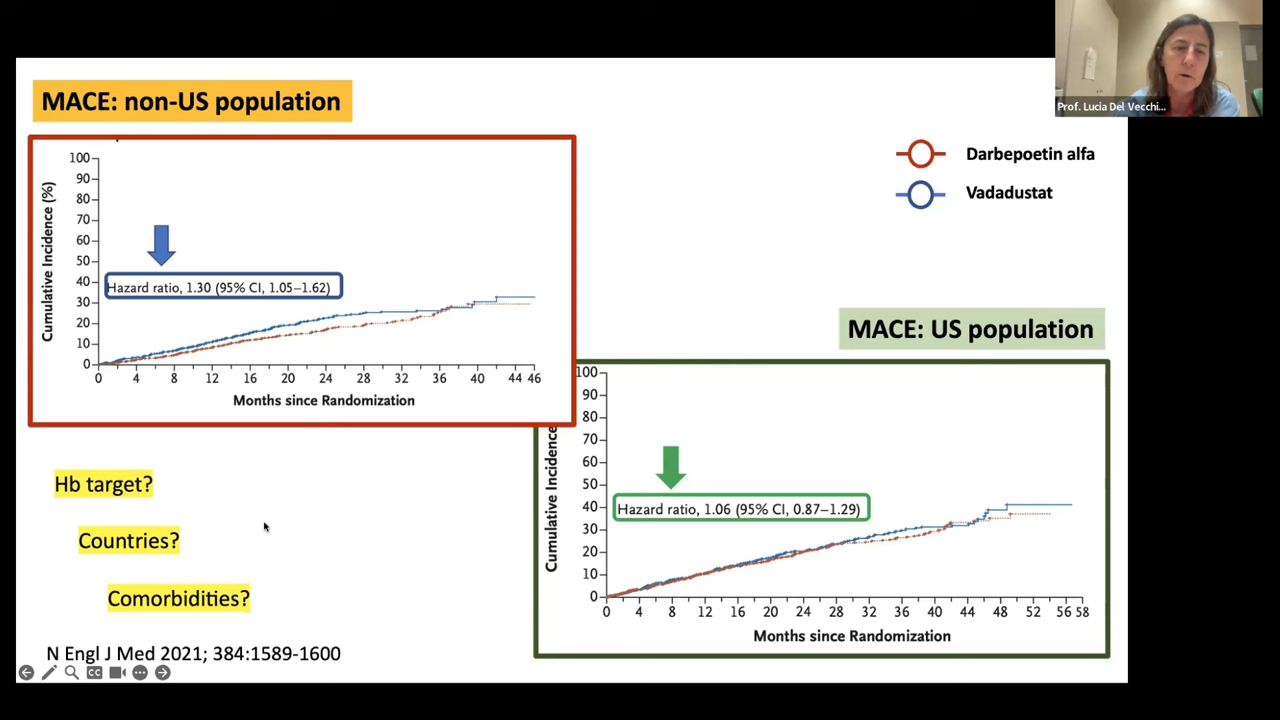 Prof. Lucia Del Vecchi...
MACE: non-US population
Darbepoetin alfa
Vadadustat
Cumulative Incidence (%)
100
90
80
70
60
50
40
30
20
10
0
Hazard ratio, 1.30 (95% CI, 1.05–1.62)
0 4 8 12 16 20 24 28 32 36 40 44 46
Months since Randomization
MACE: US population
Cumulative Incidence
100
90
80
70
60
50
40
30
20
10
0
Hazard ratio, 1.06 (95% CI, 0.87–1.29)
0 4 8 12 16 20 24 28 32 36 40 44 48 52 56 58
Months since Randomization
Hb target?
Countries?
Comorbidities?
N Engl J Med 2021; 384:1589-1600
CC